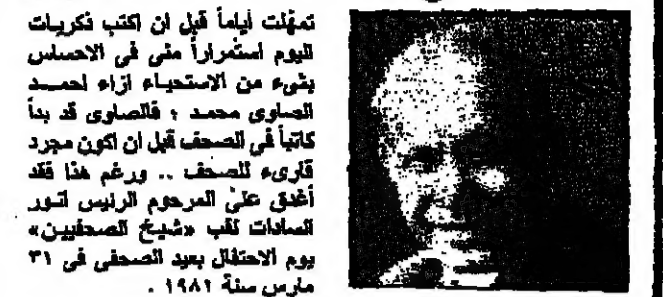 تمهلت أياماً قبل ان اكتب ذكريات
اليوم استمراراً منى فى الاحساس
بشىء من الاستحياء ازاء احمد
الصاوى محمد ؛ فالصاوى قد بدأ
كاتباً فى الصحف قبل ان اكون مجرد
قارىء للصحف .. ورغم هذا فقد
أغدق علىّ المرحوم الرئيس انور
السادات لقب «شيخ الصحفيين»
يوم الاحتفال بعيد الصحفى فى ٣١
مارس سنة ١٩٨١ .